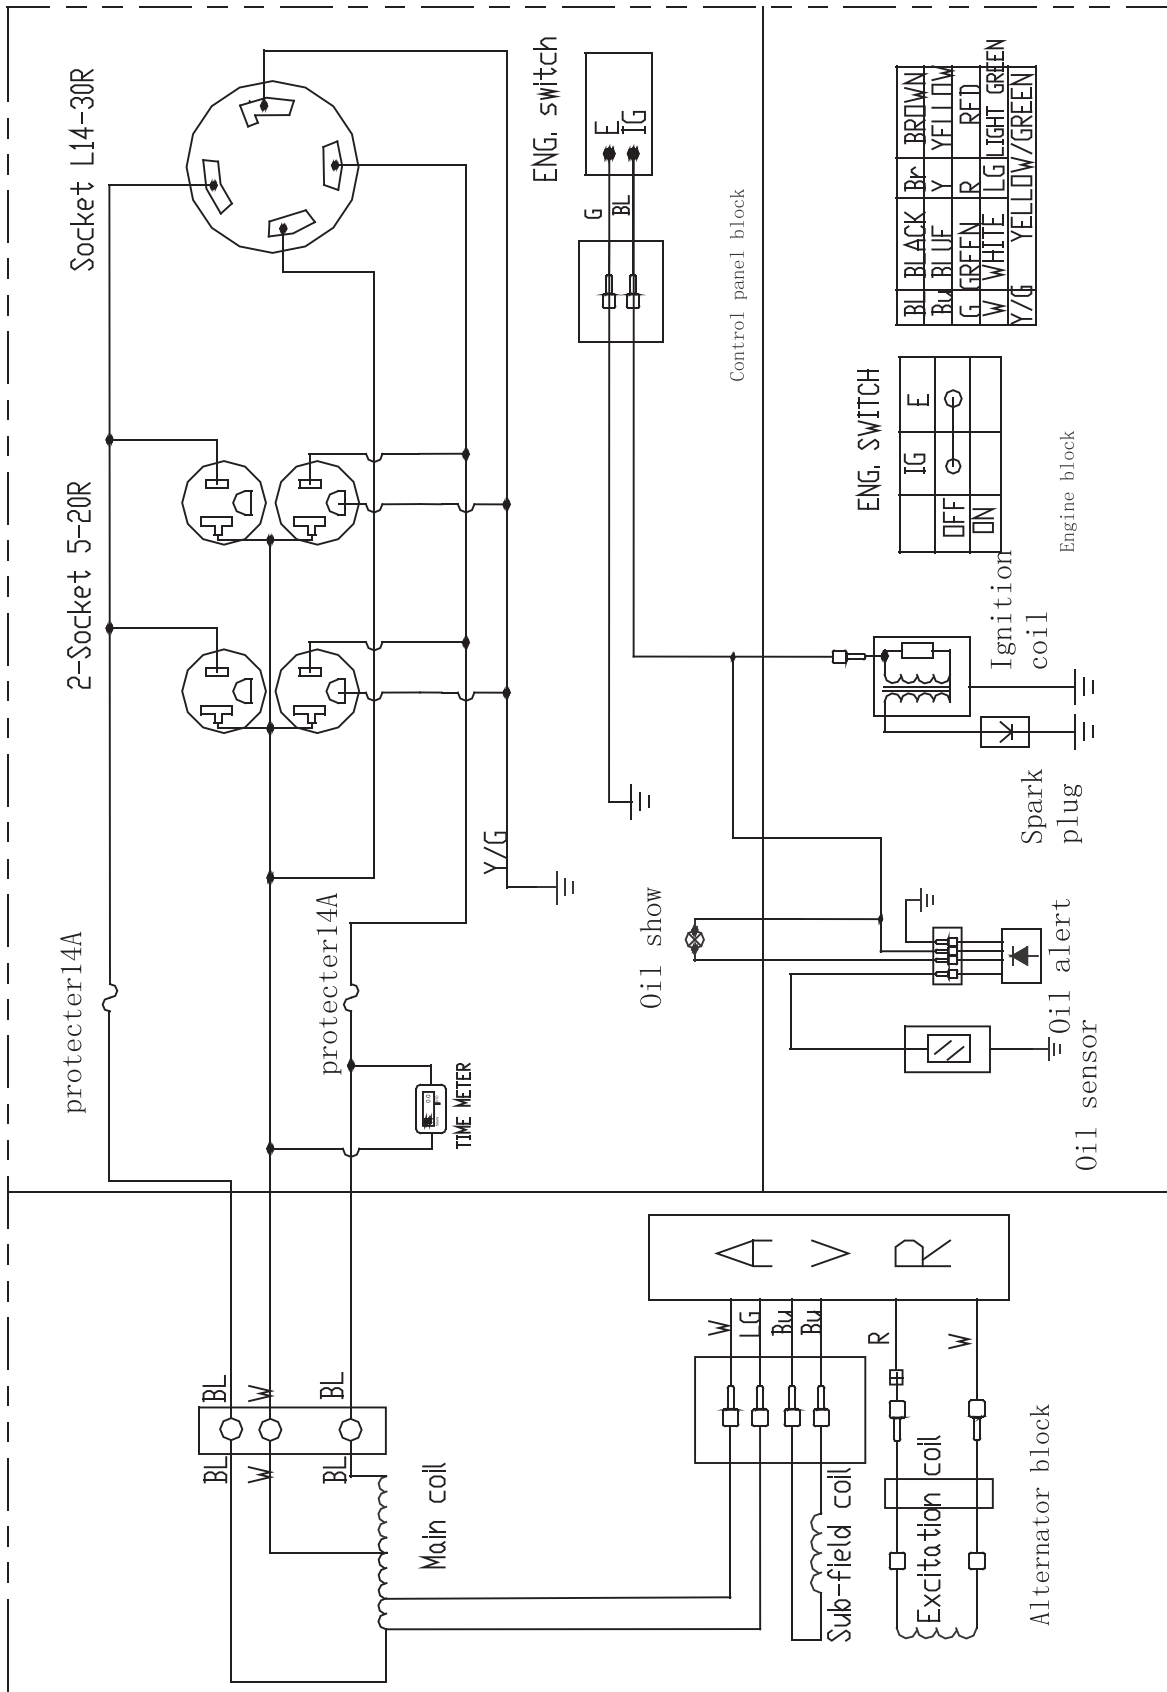 Socket L14-30R
2-Socket 5-20R
protecter14A
protecter14A
TIME METER
Y/G
ENG. switch
E
IG
G
BL
Control panel block
BL BLACK Br BROWN
Bu BLUE Y YELLOW
G GREEN R RED
W WHITE LG LIGHT GREEN
Y/G YELLOW/GREEN
ENG. SWITCH
IG E
OFF
ON
Engine block
Ignition
coil
Spark
plug
Oil show
Oil alert
Oil sensor
BL
W
BL
BL
W
BL
Main coil
A V R
W
LG
Bu
Bu
R
W
Sub-field coil
Excitation coil
Alternator block